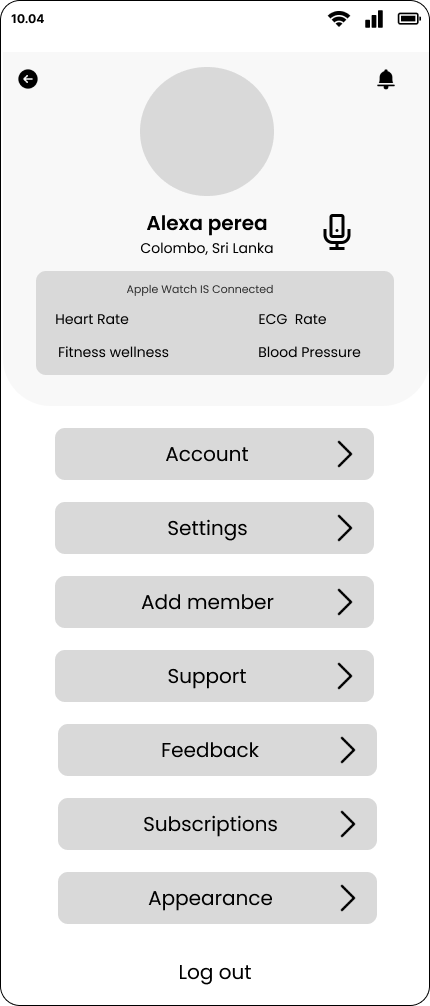 10.04
Alexa perea
Colombo, Sri Lanka
Apple Watch IS Connected
Heart Rate ECG  Rate
Fitness wellness Blood Pressure
Account
Settings
Add member
Support
Feedback
Subscriptions
Appearance
Log out